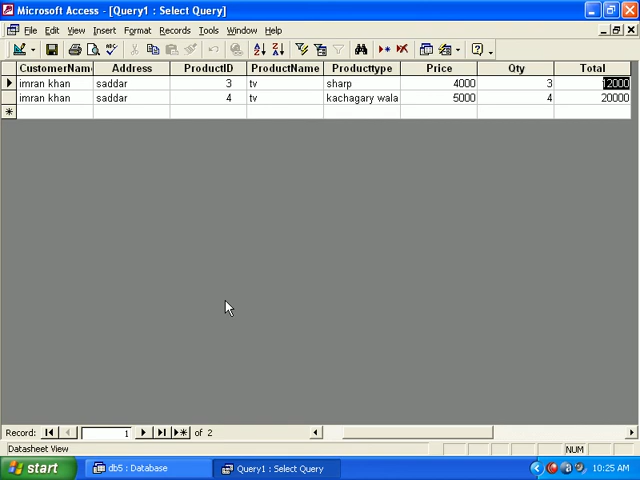 Microsoft Access - [Query1 : Select Query]
File Edit View Insert Format Records Tools Window Help
CustomerNam Address ProductID ProductName Producttype Price Qty Total
imran khan saddar 3 tv sharp 4000 3 12000
imran khan saddar 4 tv kachagary wala 5000 4 20000
Record: 1 of 2
Datasheet View NUM
start db5 : Database Query1 : Select Query 10:25 AM